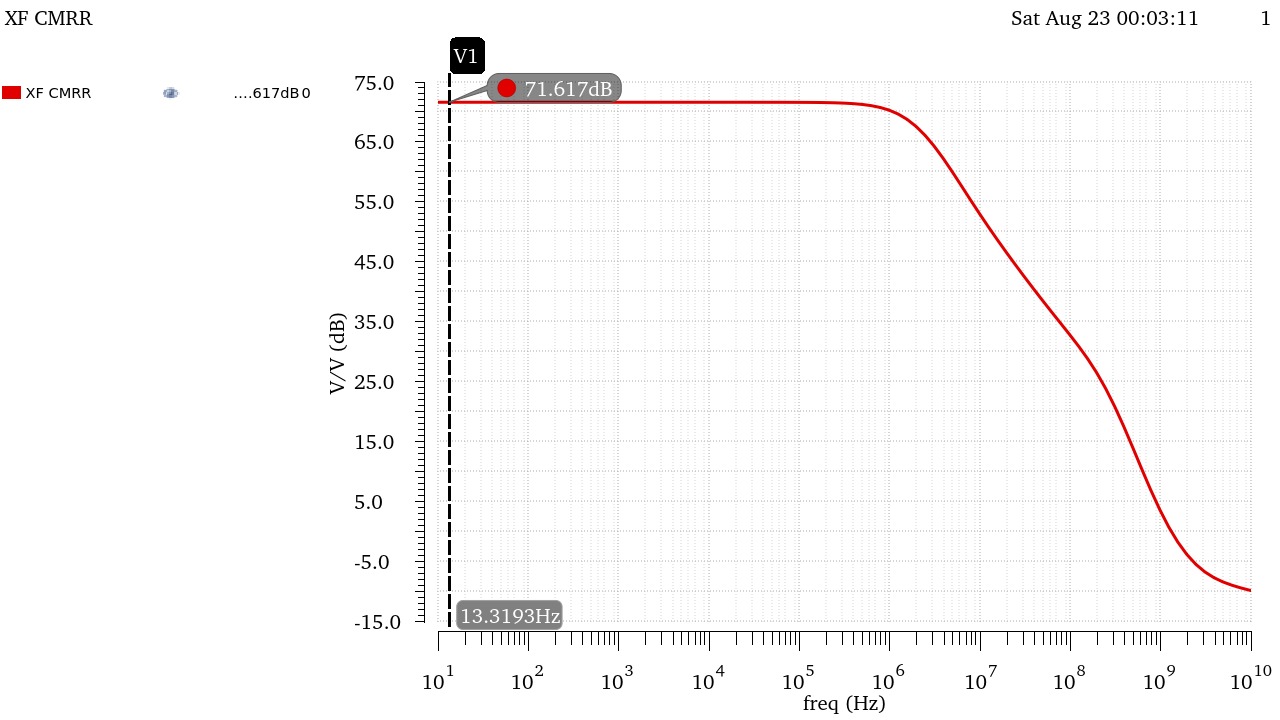 XF CMRR
Sat Aug 23 00:03:11 1
V1
XF CMRR ....617dB 0
71.617dB
75.0
65.0
55.0
45.0
35.0
25.0
15.0
5.0
-5.0
-15.0
V/V (dB)
13.3193Hz
10^1 10^2 10^3 10^4 10^5 10^6 10^7 10^8 10^9 10^10
freq (Hz)